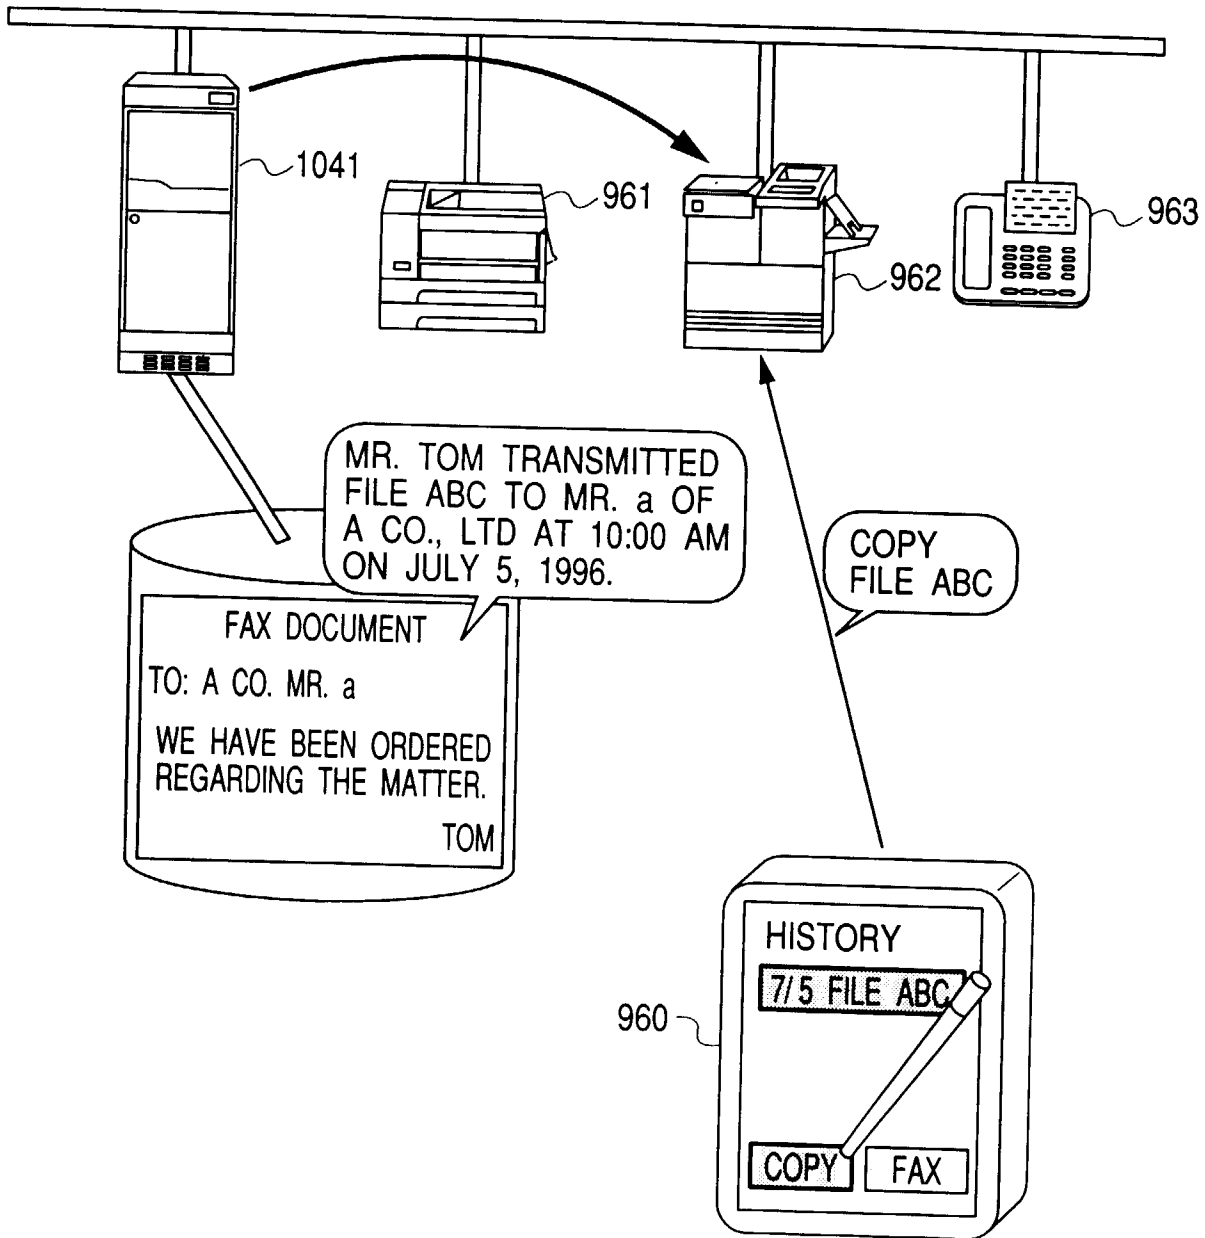 1041
961
962
963
MR. TOM TRANSMITTED
FILE ABC TO MR. a OF
A CO., LTD AT 10:00 AM
ON JULY 5, 1996.
COPY
FILE ABC
FAX DOCUMENT
TO: A CO. MR. a
WE HAVE BEEN ORDERED
REGARDING THE MATTER.
TOM
960
HISTORY
7/5 FILE ABC
COPY
FAX